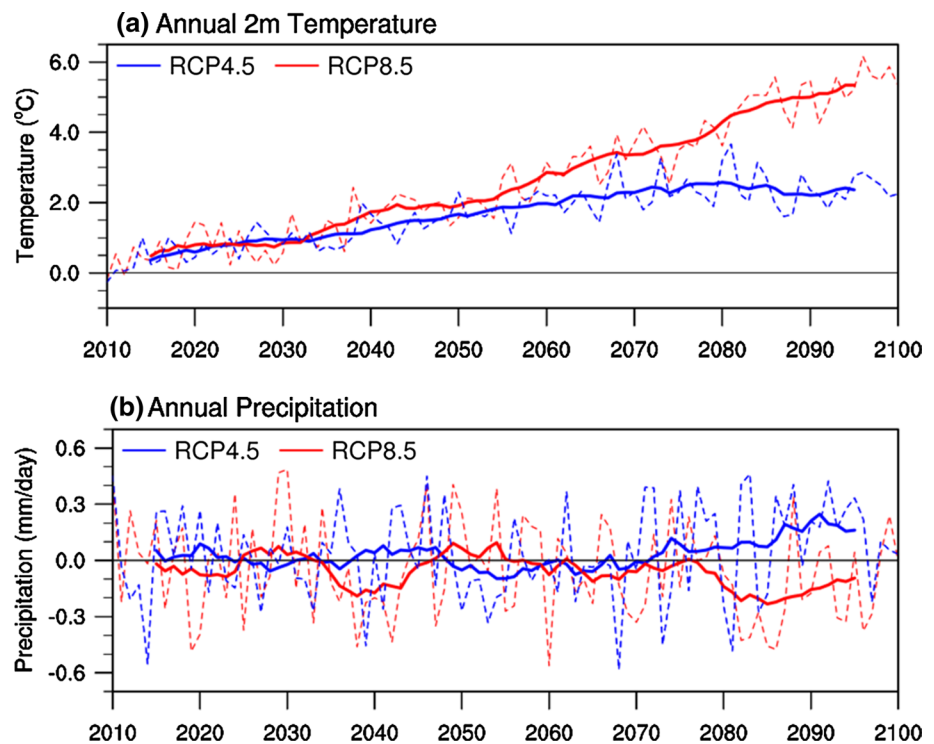 (a) Annual 2m Temperature
RCP4.5 RCP8.5
Temperature (ºC)
6.0
4.0
2.0
0.0
2010 2020 2030 2040 2050 2060 2070 2080 2090 2100
(b) Annual Precipitation
RCP4.5 RCP8.5
Precipitation (mm/day)
0.6
0.3
0.0
-0.3
-0.6
2010 2020 2030 2040 2050 2060 2070 2080 2090 2100